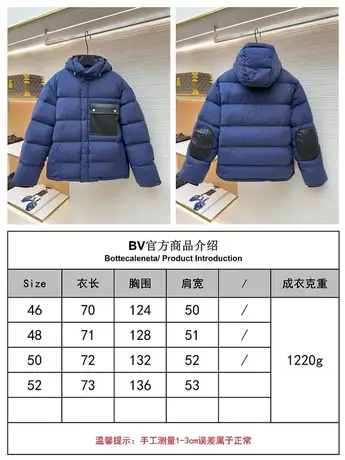 BV官方商品介绍
Bottecaleneta/ Product Introduction
Size 衣长 胸围 肩宽 / 成衣克重
46 70 124 50 /
48 71 128 51 /
50 72 132 52 /
1220g
52 73 136 53
温馨提示：手工测量1-3cm误差属于正常